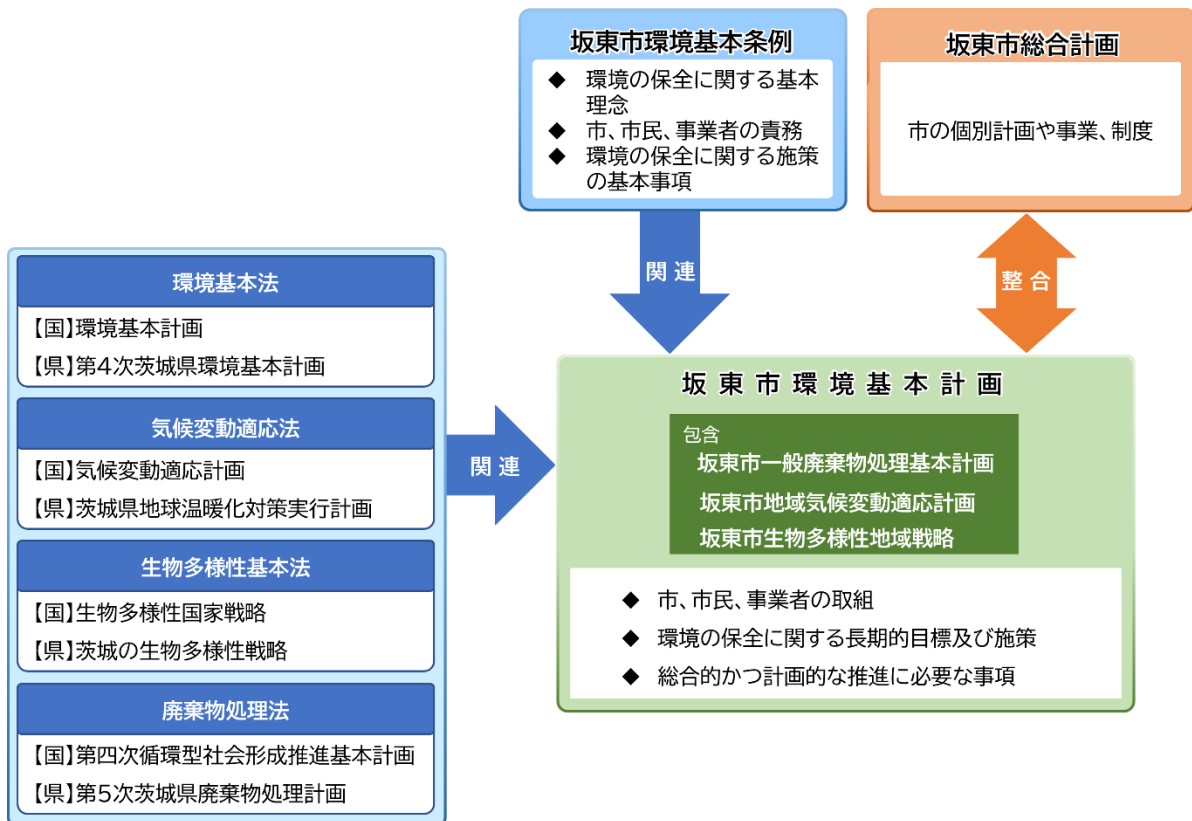 坂東市環境基本条例
◆ 環境の保全に関する基本
理念
◆ 市、市民、事業者の責務
◆ 環境の保全に関する施策
の基本事項
坂東市総合計画
市の個別計画や事業、制度
関連
整合
環境基本法
【国】環境基本計画
【県】第4次茨城県環境基本計画
気候変動適応法
【国】気候変動適応計画
【県】茨城県地球温暖化対策実行計画
生物多様性基本法
【国】生物多様性国家戦略
【県】茨城の生物多様性戦略
廃棄物処理法
【国】第四次循環型社会形成推進基本計画
【県】第5次茨城県廃棄物処理計画
関連
坂東市環境基本計画
包含
坂東市一般廃棄物処理基本計画
坂東市地域気候変動適応計画
坂東市生物多様性地域戦略
◆ 市、市民、事業者の取組
◆ 環境の保全に関する長期的目標及び施策
◆ 総合的かつ計画的な推進に必要な事項